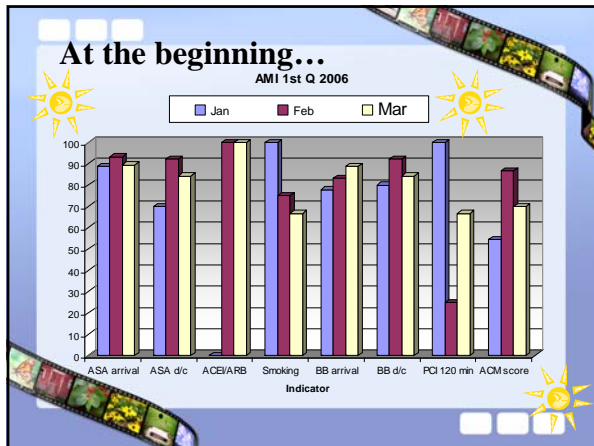 At the beginning…
AMI 1st Q 2006
Jan Feb Mar
100
90
80
70
60
50
40
30
20
10
0
ASA arrival ASA d/c ACEI/ARB Smoking BB arrival BB d/c PCI 120 min ACM score
Indicator